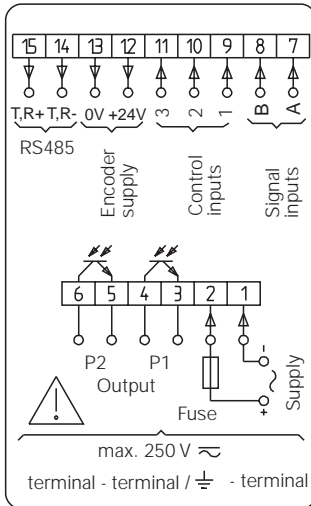 15 14 13 12 11 10 9 8 7
T,R+ T,R- 0V +24V 3 2 1 B A
RS485
Encoder supply
Control inputs
Signal inputs
6 5 4 3 2 1
P2 P1
Output
Fuse
-
+
Supply
max. 250 V
terminal - terminal / - terminal